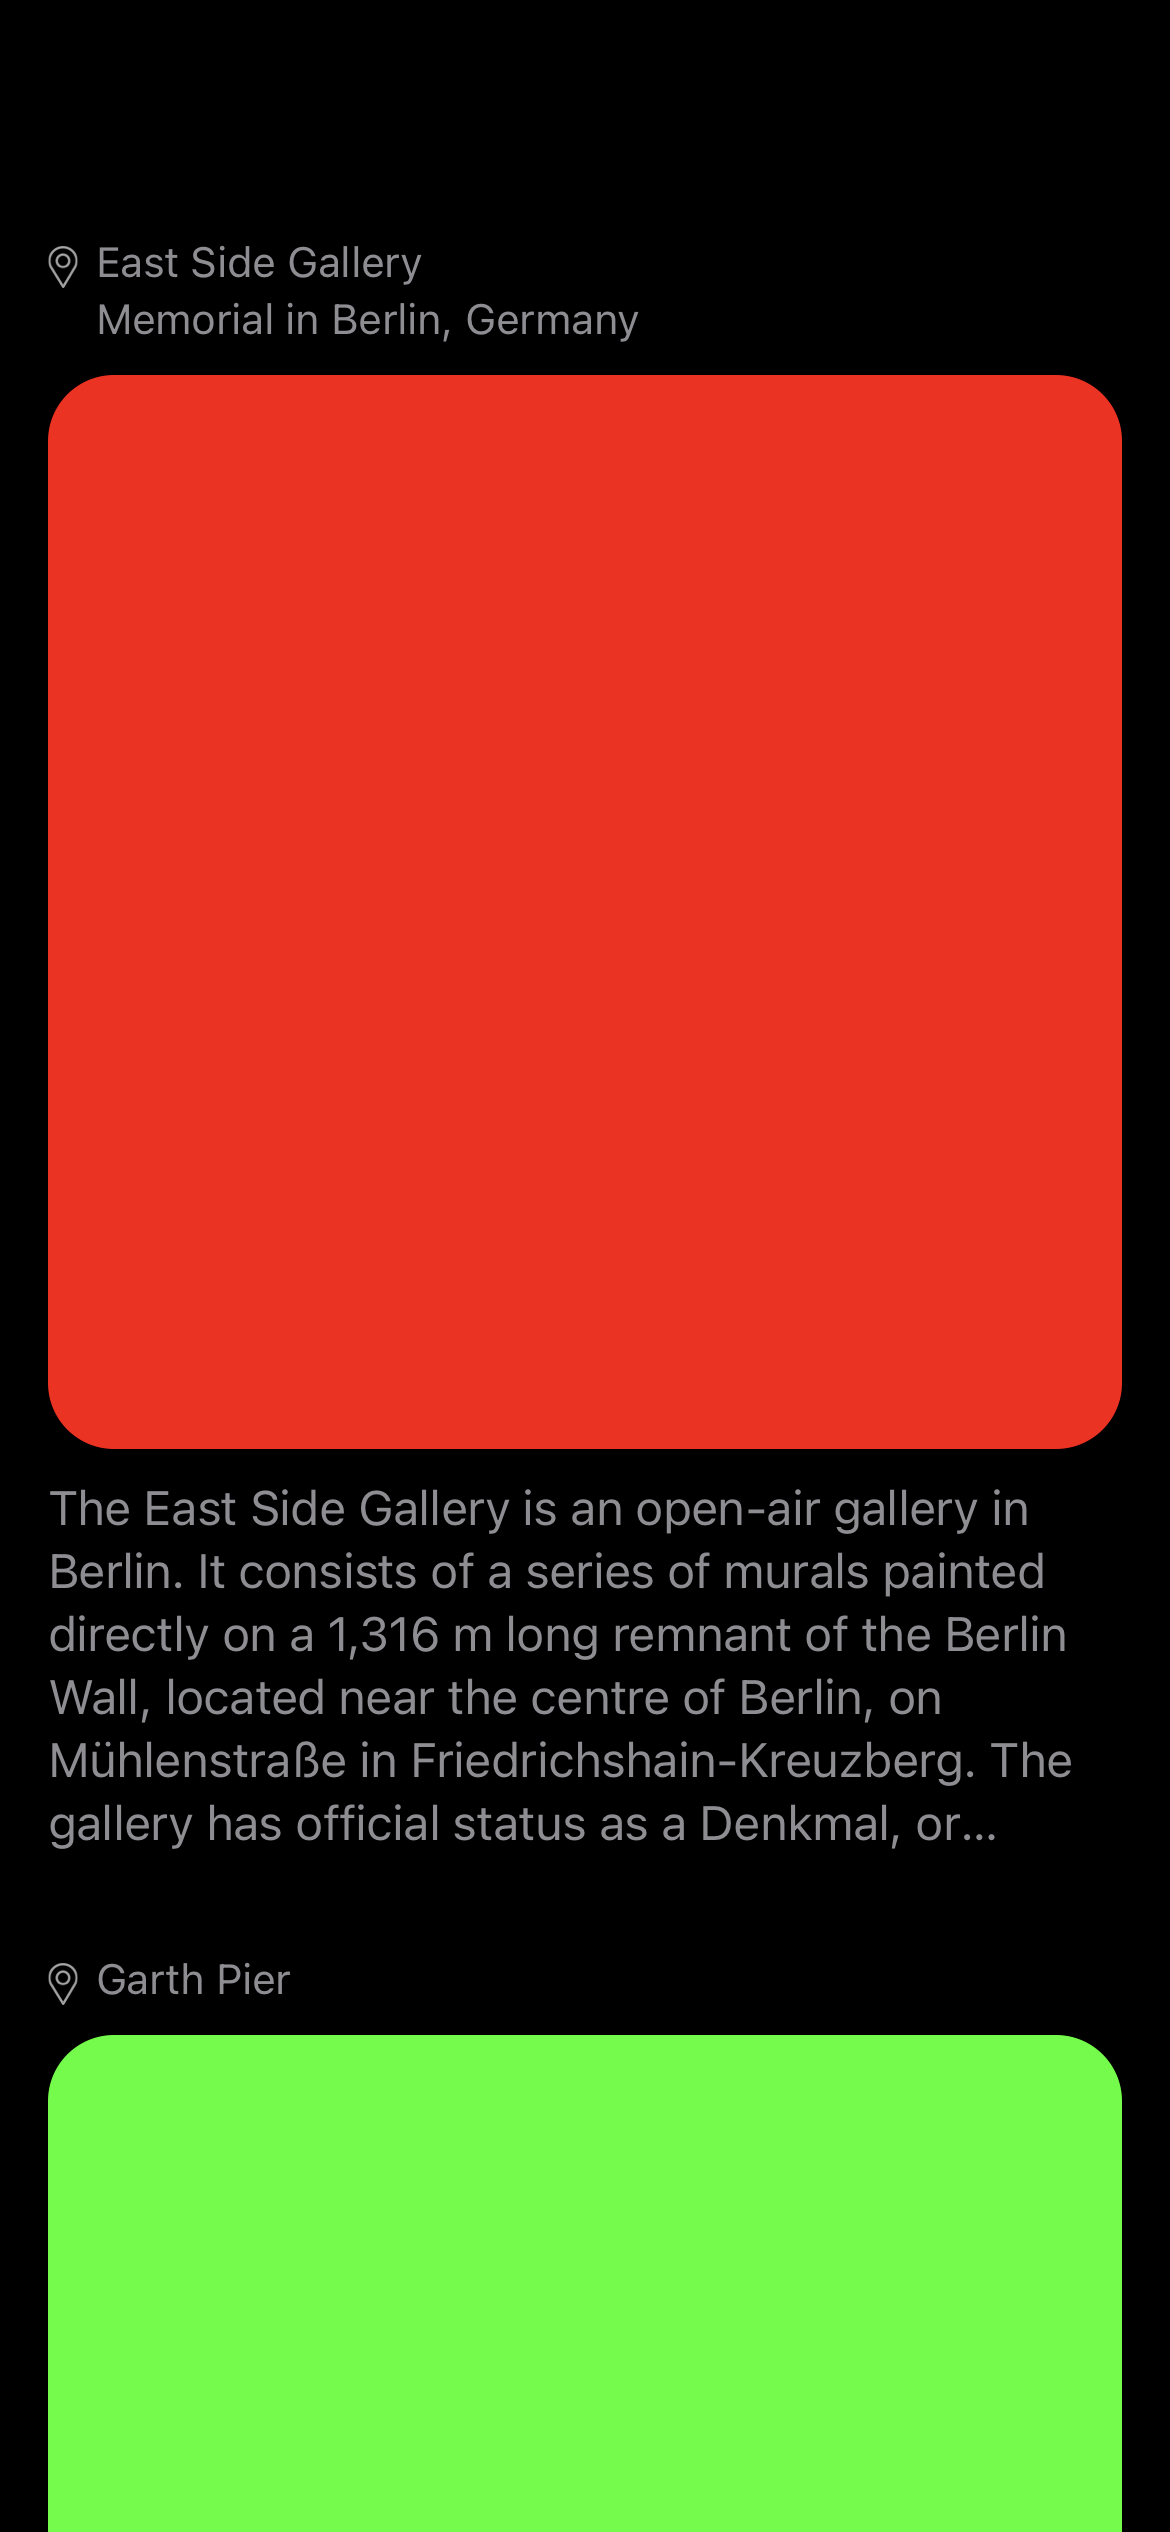 East Side Gallery
Memorial in Berlin, Germany
The East Side Gallery is an open-air gallery in
Berlin. It consists of a series of murals painted
directly on a 1,316 m long remnant of the Berlin
Wall, located near the centre of Berlin, on
Mühlenstraße in Friedrichshain-Kreuzberg. The
gallery has official status as a Denkmal, or...
Garth Pier